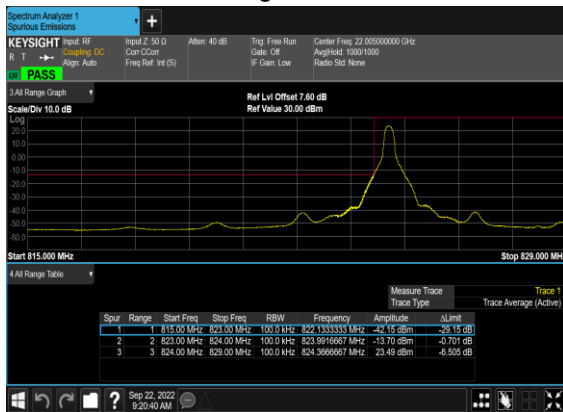 Spectrum Analyzer 1
Spurious Emissions
KEYSIGHT Input: RF Input Z: 50 Ω Atten: 40 dB Trig: Free Run Center Freq: 22.005000000 GHz
R T Coupling: DC Corr CCorr Gate: Off Avg|Hold: 1000/1000
Align: Auto Freq Ref: Int (S) IF Gain: Low Radio Std: None
PASS
3 All Range Graph
Ref Lvl Offset 7.60 dB
Scale/Div 10.0 dB Ref Value 30.00 dBm
Log
20.0
10.0
0.00
-10.0
-20.0
-30.0
-40.0
-50.0
-60.0
Start 815.000 MHz Stop 829.000 MH
4 All Range Table
Measure Trace Trace 1
Trace Type Trace Average (Active)
Spur Range Start Freq Stop Freq RBW Frequency Amplitude ΔLimit
1 1 815.00 MHz 823.00 MHz 100.0 kHz 822.1333333 MHz -42.15 dBm -29.15 dB
2 2 823.00 MHz 824.00 MHz 100.0 kHz 823.9916667 MHz -13.70 dBm -0.701 dB
3 3 824.00 MHz 829.00 MHz 100.0 kHz 824.3666667 MHz 23.49 dBm -6.505 dB
? Sep 22, 2022
9:20:40 AM